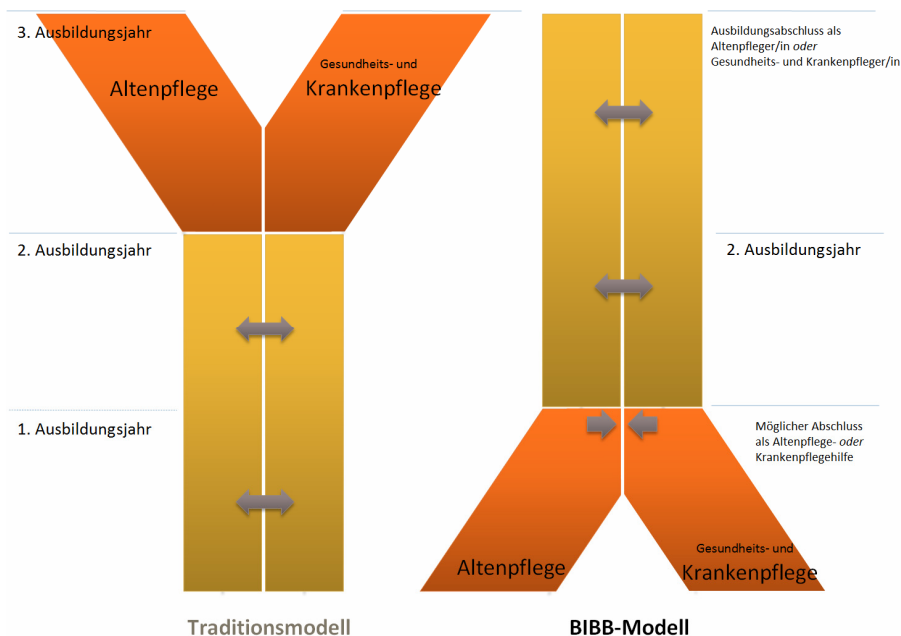 3. Ausbildungsjahr
Altenpflege
Gesundheits- und
Krankenpflege
2. Ausbildungsjahr
1. Ausbildungsjahr
Traditionsmodell
Ausbildungsabschluss als
Altenpfleger/in oder
Gesundheits- und Krankenpfleger/in
2. Ausbildungsjahr
Möglicher Abschluss
als Altenpflege- oder
Krankenpflegehilfe
Altenpflege
Gesundheits- und
Krankenpflege
BIBB-Modell